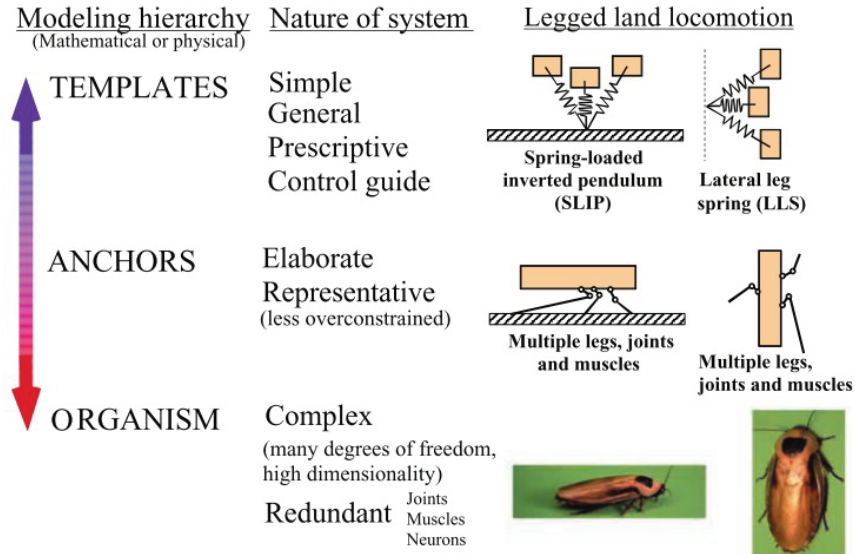 Modeling hierarchy
(Mathematical or physical)
Nature of system
Legged land locomotion
TEMPLATES
Simple
General
Prescriptive
Control guide
Spring-loaded
inverted pendulum
(SLIP)
Lateral leg
spring (LLS)
ANCHORS
Elaborate
Representative
(less overconstrained)
Multiple legs, joints
and muscles
Multiple legs,
joints and muscles
ORGANISM
Complex
(many degrees of freedom,
high dimensionality)
Redundant
Joints
Muscles
Neurons